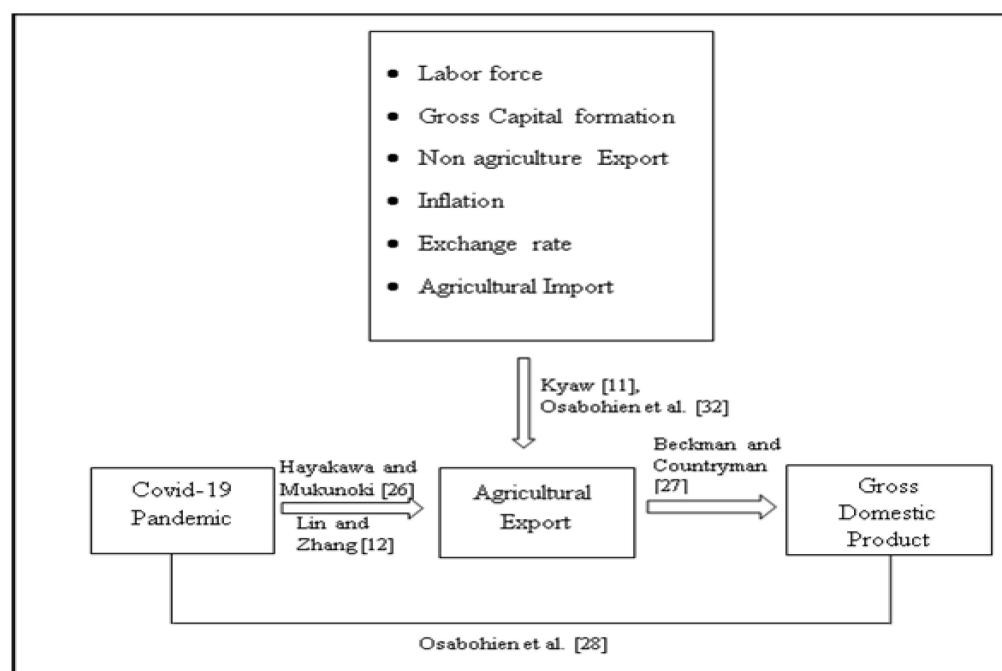 ● Labor force
● Gross Capital formation
● Non agriculture Export
● Inflation
● Exchange rate
● Agricultural Import
Kyaw [11],
Osabohien et al. [32]
Covid-19
Pandemic
Hayakawa and
Mukunoki [26]
Lin and
Zhang [12]
Agricultural
Export
Beckman and
Countryman
[27]
Gross
Domestic
Product
Osabohien et al. [28]